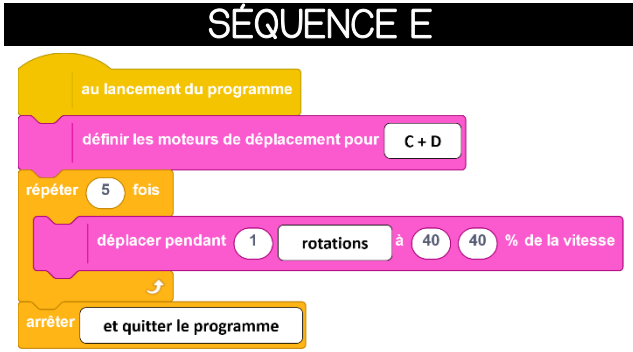 SÉQUENCE E
au lancement du programme
définir les moteurs de déplacement pour C + D
répéter 5 fois
déplacer pendant 1 rotations à 40 40 % de la vitesse
arrêter et quitter le programme